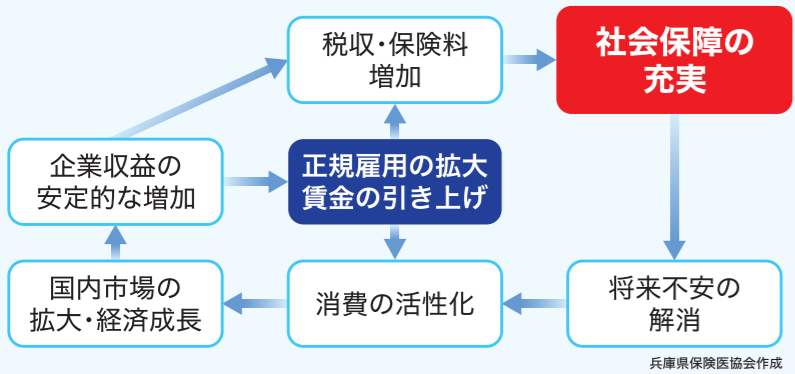 税収・保険料
増加
社会保障の
充実
企業収益の
安定的な増加
正規雇用の拡大
賃金の引き上げ
国内市場の
拡大・経済成長
消費の活性化
将来不安の
解消
兵庫県保険医協会作成